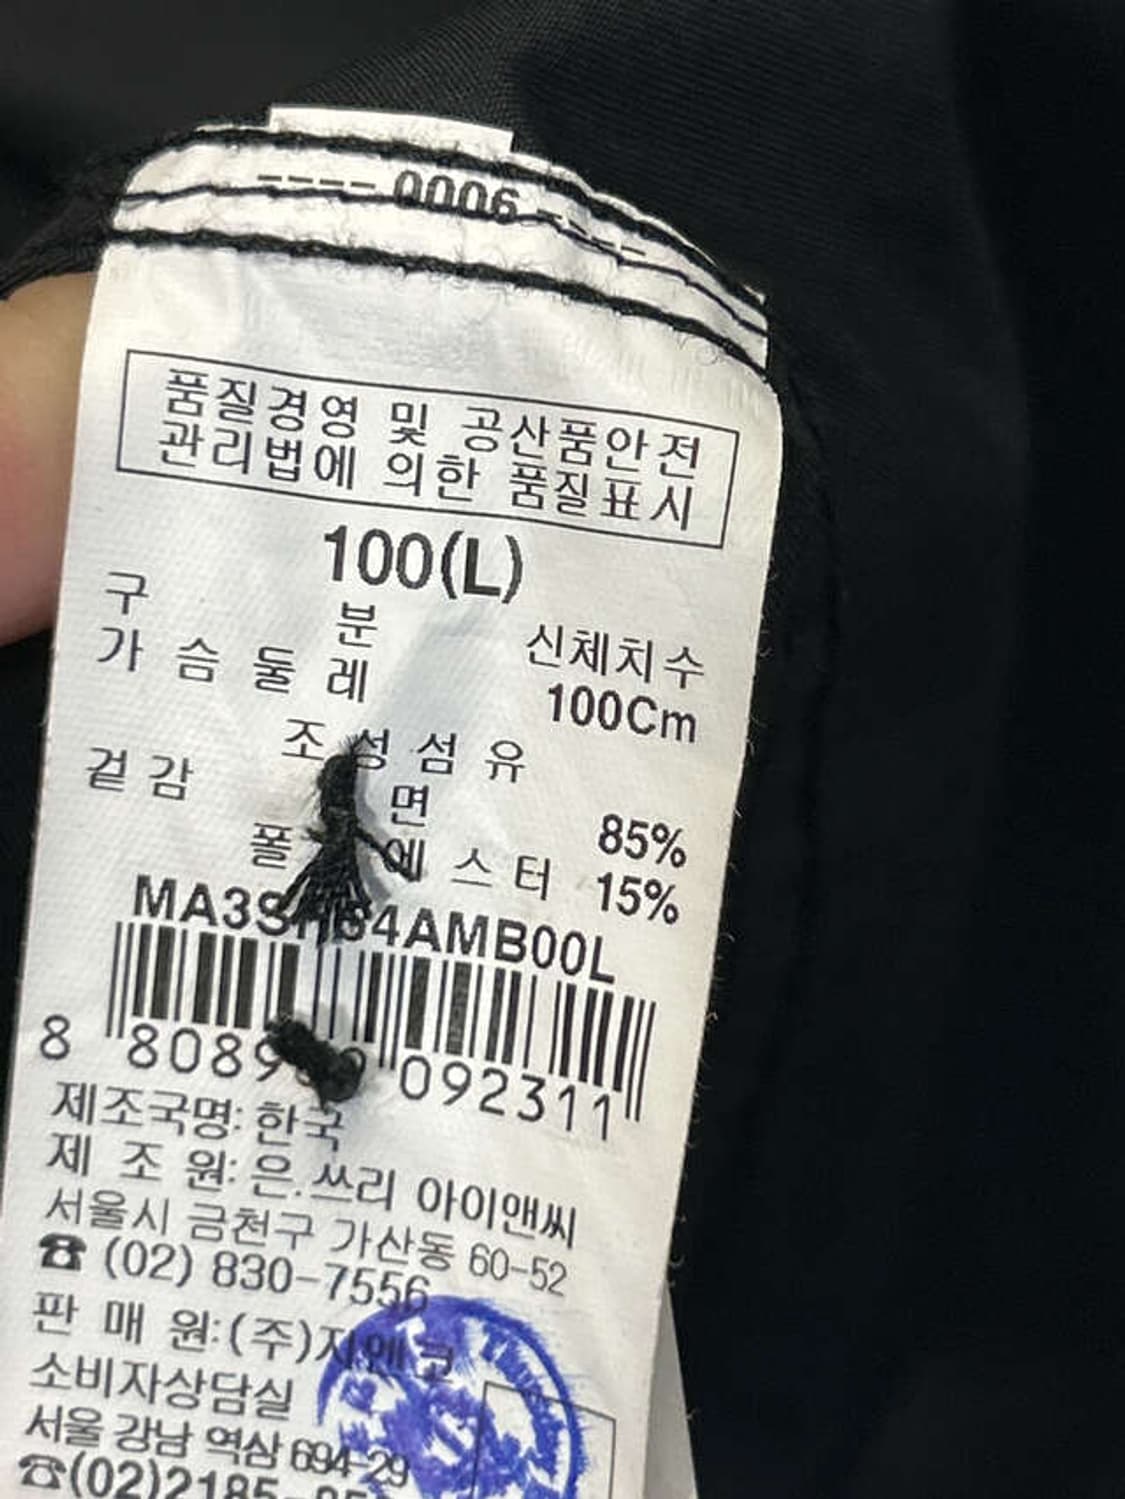 ---- 0006 ----
품질경영 및 공산품안전
관리법에 의한 품질표시
100(L)
구 분 신체치수
가 슴 둘 레 100Cm
조 성 섬 유
겉 감 면 85%
폴 에 스 터 15%
제조국명: 한국
제 조 원: 은.쓰리 아이앤씨
서울시 금천구 가산동 60-52
☎ (02) 830-7556
판 매 원: (주)지엔코
소비자상담실
서울 강남 역삼 694-29